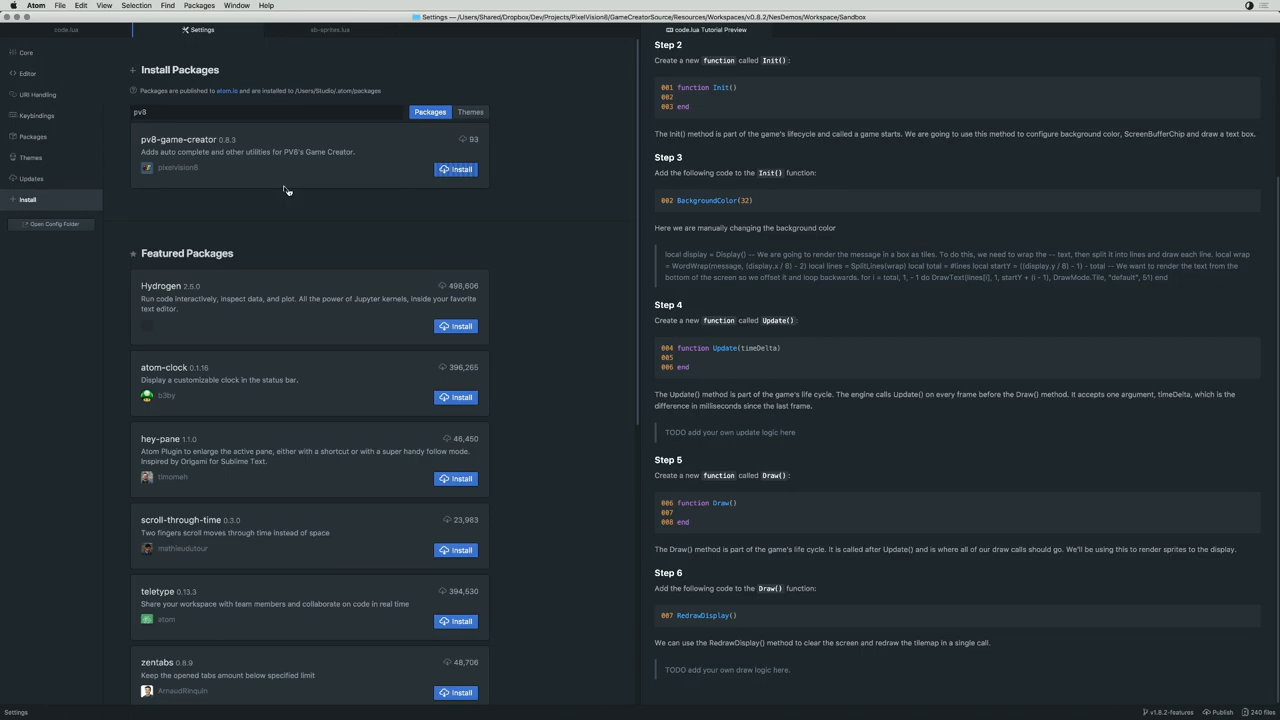 Atom File Edit View Selection Find Packages Window Help
Settings — /Users/Shared/Dropbox/Dev/Projects/PixelVision8/GameCreatorSource/Resources/Workspaces/v0.8.2/NesDemos/Workspace/Sandbox
code.lua
Settings
sb-sprites.lua
code.lua Tutorial Preview
Core
Editor
URI Handling
Keybindings
Packages
Themes
Updates
Install
Open Config Folder
Install Packages
Packages are published to atom.io and are installed to /Users/Studio/.atom/packages
pv8
Packages Themes
pv8-game-creator 0.8.3
93
Adds auto complete and other utilities for PV8's Game Creator.
pixelvision8
Install
Featured Packages
Hydrogen 2.5.0
498,606
Run code interactively, inspect data, and plot. All the power of Jupyter kernels, inside your favorite
text editor.
Install
atom-clock 0.1.16
396,265
Display a customizable clock in the status bar.
b3by
Install
hey-pane 1.1.0
46,450
Atom Plugin to enlarge the active pane, either with a shortcut or with a super handy follow mode.
Inspired by Origami for Sublime Text.
timomeh
Install
scroll-through-time 0.3.0
23,983
Two fingers scroll moves through time instead of space
mathieudutour
Install
teletype 0.13.3
394,530
Share your workspace with team members and collaborate on code in real time
atom
Install
zentabs 0.8.9
48,706
Keep the opened tabs amount below specified limit
ArnaudRinquin
Install
Step 2
Create a new function called Init():
001 function Init()
002
003 end
The Init() method is part of the game's lifecycle and called a game starts. We are going to use this method to configure background color, ScreenBufferChip and draw a text box.
Step 3
Add the following code to the Init() function:
002 BackgroundColor(32)
Here we are manually changing the background color
local display = Display() -- We are going to render the message in a box as tiles. To do this, we need to wrap the -- text, then split it into lines and draw each line. local wrap
= WordWrap(message, (display.x / 8) - 2) local lines = SplitLines(wrap) local total = #lines local startY = ((display.y / 8) - 1) - total -- We want to render the text from the
bottom of the screen so we offset it and loop backwards. for i = total, 1, - 1 do DrawText(lines[i], 1, startY + (i - 1), DrawMode.Tile, "default", 51) end
Step 4
Create a new function called Update():
004 function Update(timeDelta)
005
006 end
The Update() method is part of the game's life cycle. The engine calls Update() on every frame before the Draw() method. It accepts one argument, timeDelta, which is the
difference in milliseconds since the last frame.
TODO add your own update logic here
Step 5
Create a new function called Draw():
006 function Draw()
007
008 end
The Draw() method is part of the game's life cycle. It is called after Update() and is where all of our draw calls should go. We'll be using this to render sprites to the display.
Step 6
Add the following code to the Draw() function:
007 RedrawDisplay()
We can use the RedrawDisplay() method to clear the screen and redraw the tilemap in a single call.
TODO add your own draw logic here.
Settings
v1.8.2-features
Publish
240 files